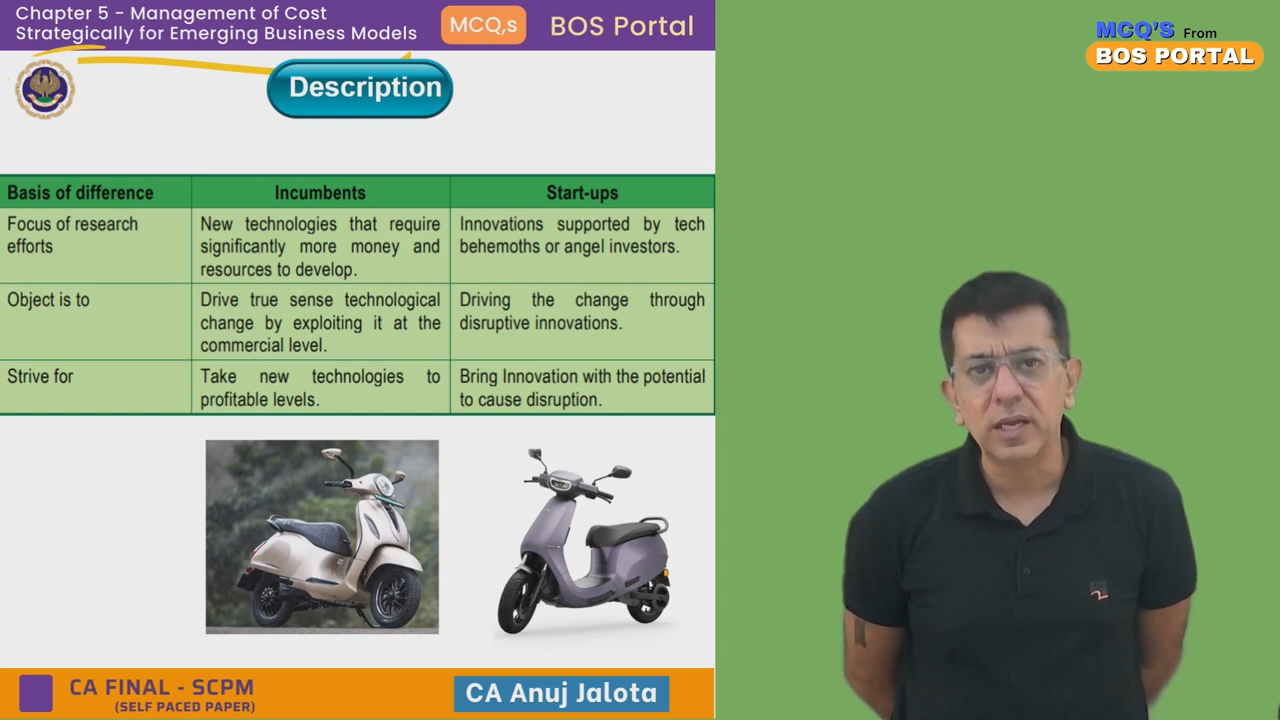 Chapter 5 - Management of Cost
Strategically for Emerging Business Models
MCQ,s
BOS Portal
MCQ'S From
BOS PORTAL
Description
Basis of difference
Incumbents
Start-ups
Focus of research
efforts
New technologies that require
significantly more money and
resources to develop.
Innovations supported by tech
behemoths or angel investors.
Object is to
Drive true sense technological
change by exploiting it at the
commercial level.
Driving the change through
disruptive innovations.
Strive for
Take new technologies to
profitable levels.
Bring Innovation with the potential
to cause disruption.
CA FINAL - SCPM
(SELF PACED PAPER)
CA Anuj Jalota